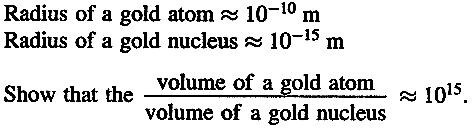 Radius of a gold atom ≈ 10⁻¹⁰ m
Radius of a gold nucleus ≈ 10⁻¹⁵ m
Show that the volume of a gold atom / volume of a gold nucleus ≈ 10¹⁵.